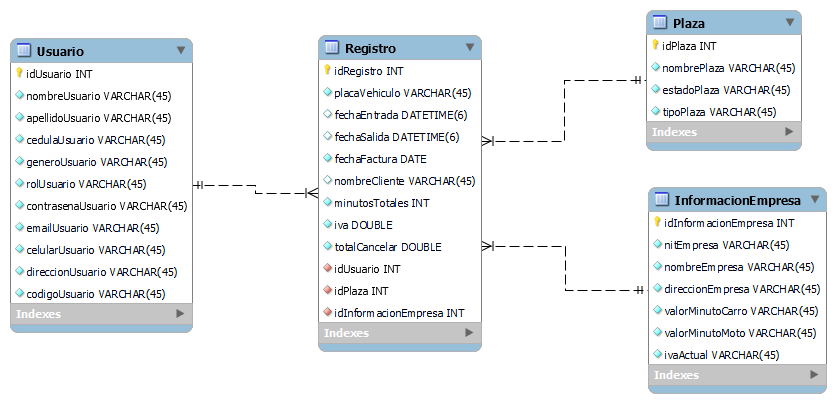 Usuario
idUsuario INT
nombreUsuario VARCHAR(45)
apellidoUsuario VARCHAR(45)
cedulaUsuario VARCHAR(45)
generoUsuario VARCHAR(45)
rolUsuario VARCHAR(45)
contrasenaUsuario VARCHAR(45)
emailUsuario VARCHAR(45)
celularUsuario VARCHAR(45)
direccionUsuario VARCHAR(45)
codigoUsuario VARCHAR(45)
Indexes
Registro
idRegistro INT
placaVehiculo VARCHAR(45)
fechaEntrada DATETIME(6)
fechaSalida DATETIME(6)
fechaFactura DATE
nombreCliente VARCHAR(45)
minutosTotales INT
iva DOUBLE
totalCancelar DOUBLE
idUsuario INT
idPlaza INT
idInformacionEmpresa INT
Indexes
Plaza
idPlaza INT
nombrePlaza VARCHAR(45)
estadoPlaza VARCHAR(45)
tipoPlaza VARCHAR(45)
Indexes
InformacionEmpresa
idInformacionEmpresa INT
nitEmpresa VARCHAR(45)
nombreEmpresa VARCHAR(45)
direccionEmpresa VARCHAR(45)
valorMinutoCarro VARCHAR(45)
valorMinutoMoto VARCHAR(45)
ivaActual VARCHAR(45)
Indexes